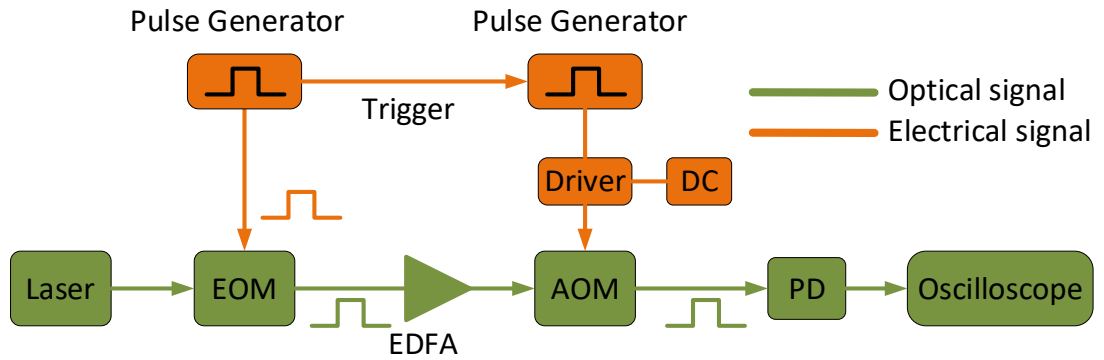 Pulse Generator
Pulse Generator
Trigger
Optical signal
Electrical signal
Driver
DC
Laser
EOM
EDFA
AOM
PD
Oscilloscope